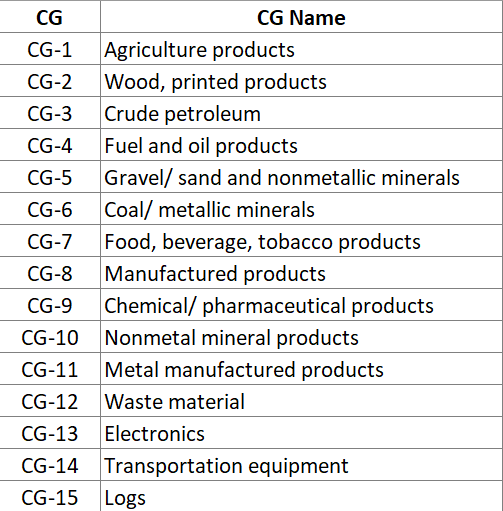 CG CG Name
CG-1 Agriculture products
CG-2 Wood, printed products
CG-3 Crude petroleum
CG-4 Fuel and oil products
CG-5 Gravel/ sand and nonmetallic minerals
CG-6 Coal/ metallic minerals
CG-7 Food, beverage, tobacco products
CG-8 Manufactured products
CG-9 Chemical/ pharmaceutical products
CG-10 Nonmetal mineral products
CG-11 Metal manufactured products
CG-12 Waste material
CG-13 Electronics
CG-14 Transportation equipment
CG-15 Logs